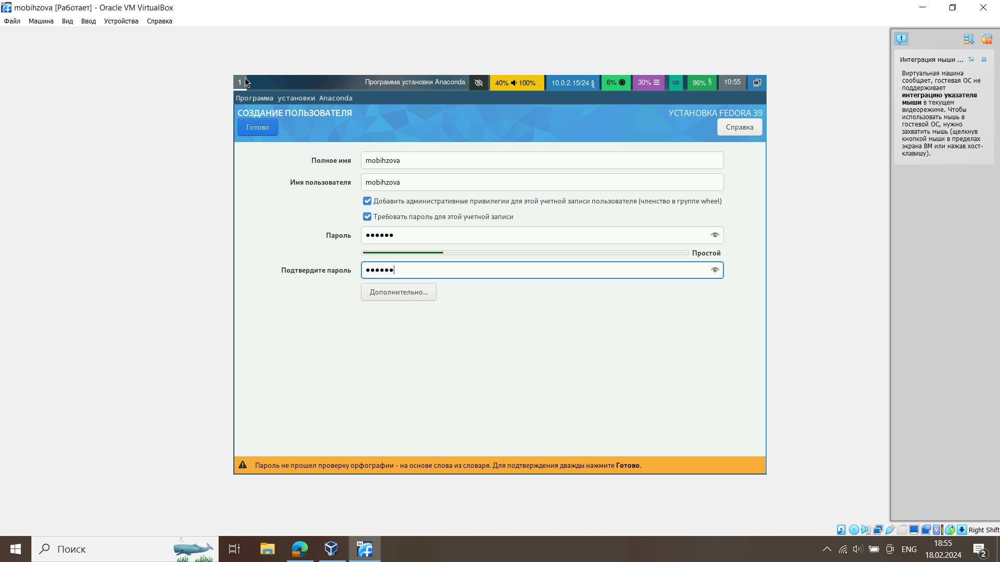 mobihzova [Работает] - Oracle VM VirtualBox
Файл Машина Вид Ввод Устройства Справка
1 Программа установки Anaconda 40% 100% 10.0.2.15/24 6% 30% us 96% 10:55
Программа установки Anaconda
СОЗДАНИЕ ПОЛЬЗОВАТЕЛЯ УСТАНОВКА FEDORA 39
Готово Справка
Полное имя mobihzova
Имя пользователя mobihzova
Добавить административные привилегии для этой учетной записи пользователя (членство в группе wheel)
Требовать пароль для этой учетной записи
Пароль ●●●●●●
Простой
Подтвердите пароль ●●●●●●
Дополнительно...
Пароль не прошел проверку орфографии - на основе слова из словаря. Для подтверждения дважды нажмите Готово.
Интеграция мыши ...
Виртуальная машина
сообщает, гостевая ОС не
поддерживает
интеграцию указателя
мыши в текущем
видеорежиме. Чтобы
использовать мышь в
гостевой ОС, нужно
захватить мышь (щелкнув
кнопкой мыши в пределах
экрана ВМ или нажав хост-
клавишу).
Right Shift
Поиск
64
ENG
18:55
18.02.2024
2